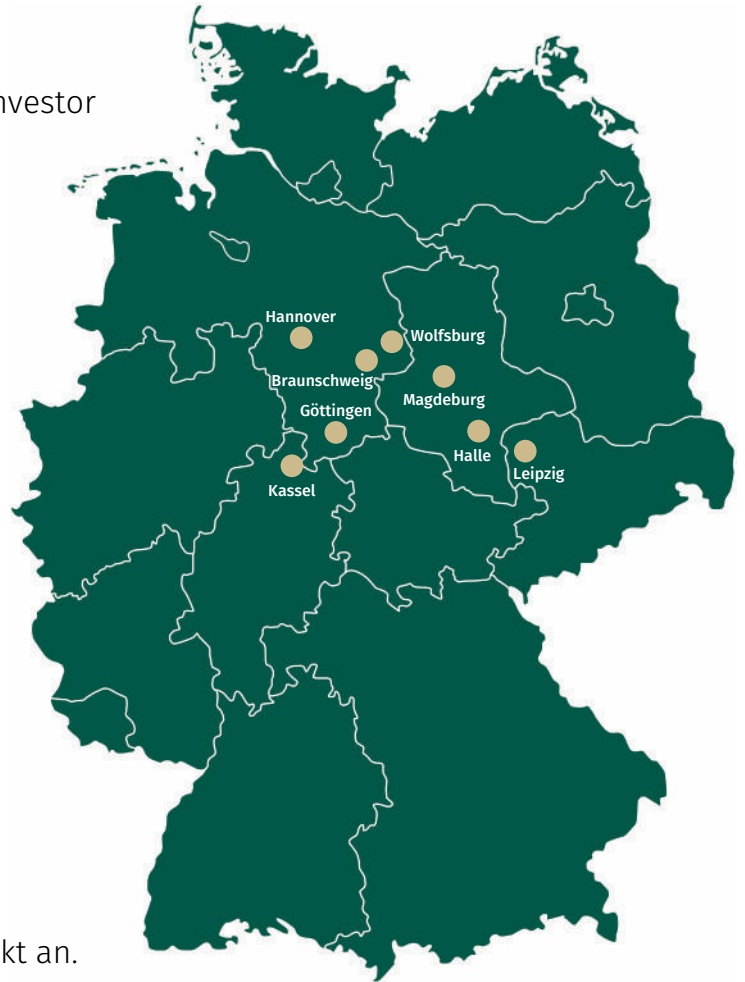 nvestor
Hannover
Wolfsburg
Braunschweig
Magdeburg
Göttingen
Halle
Leipzig
Kassel
kt an.